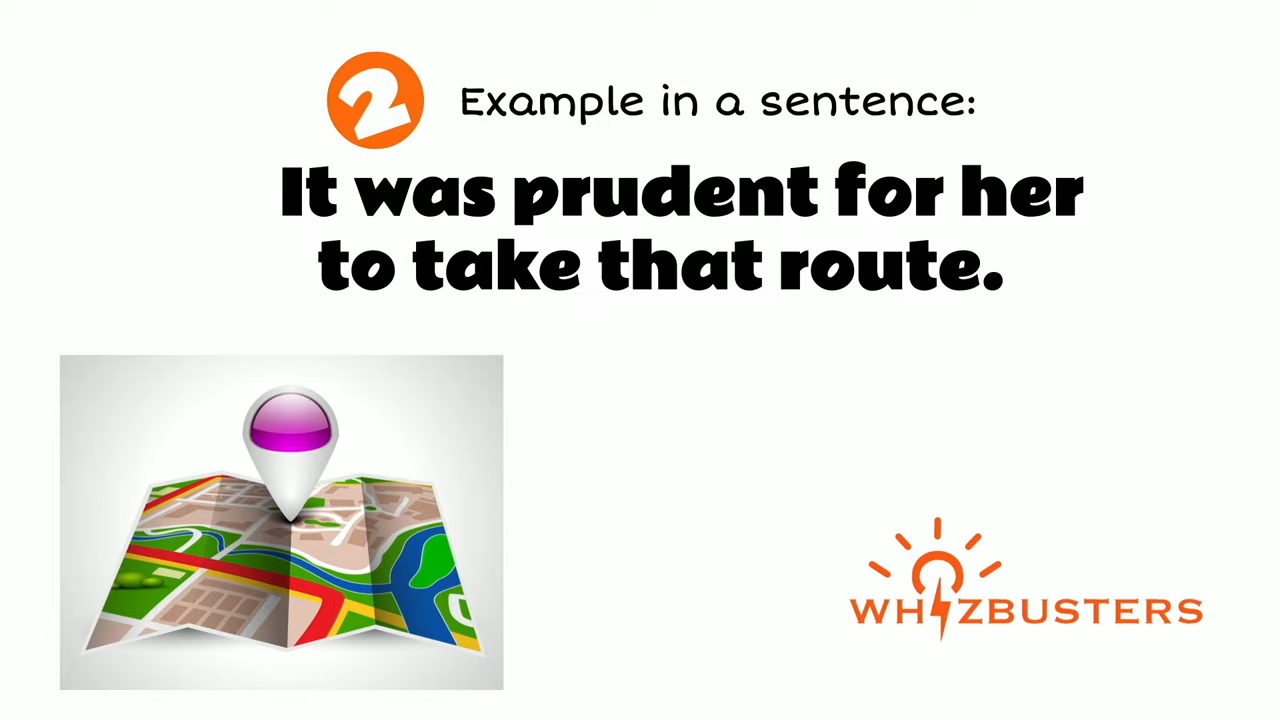 2 Example in a sentence:
It was prudent for her
to take that route.
WHIZBUSTERS